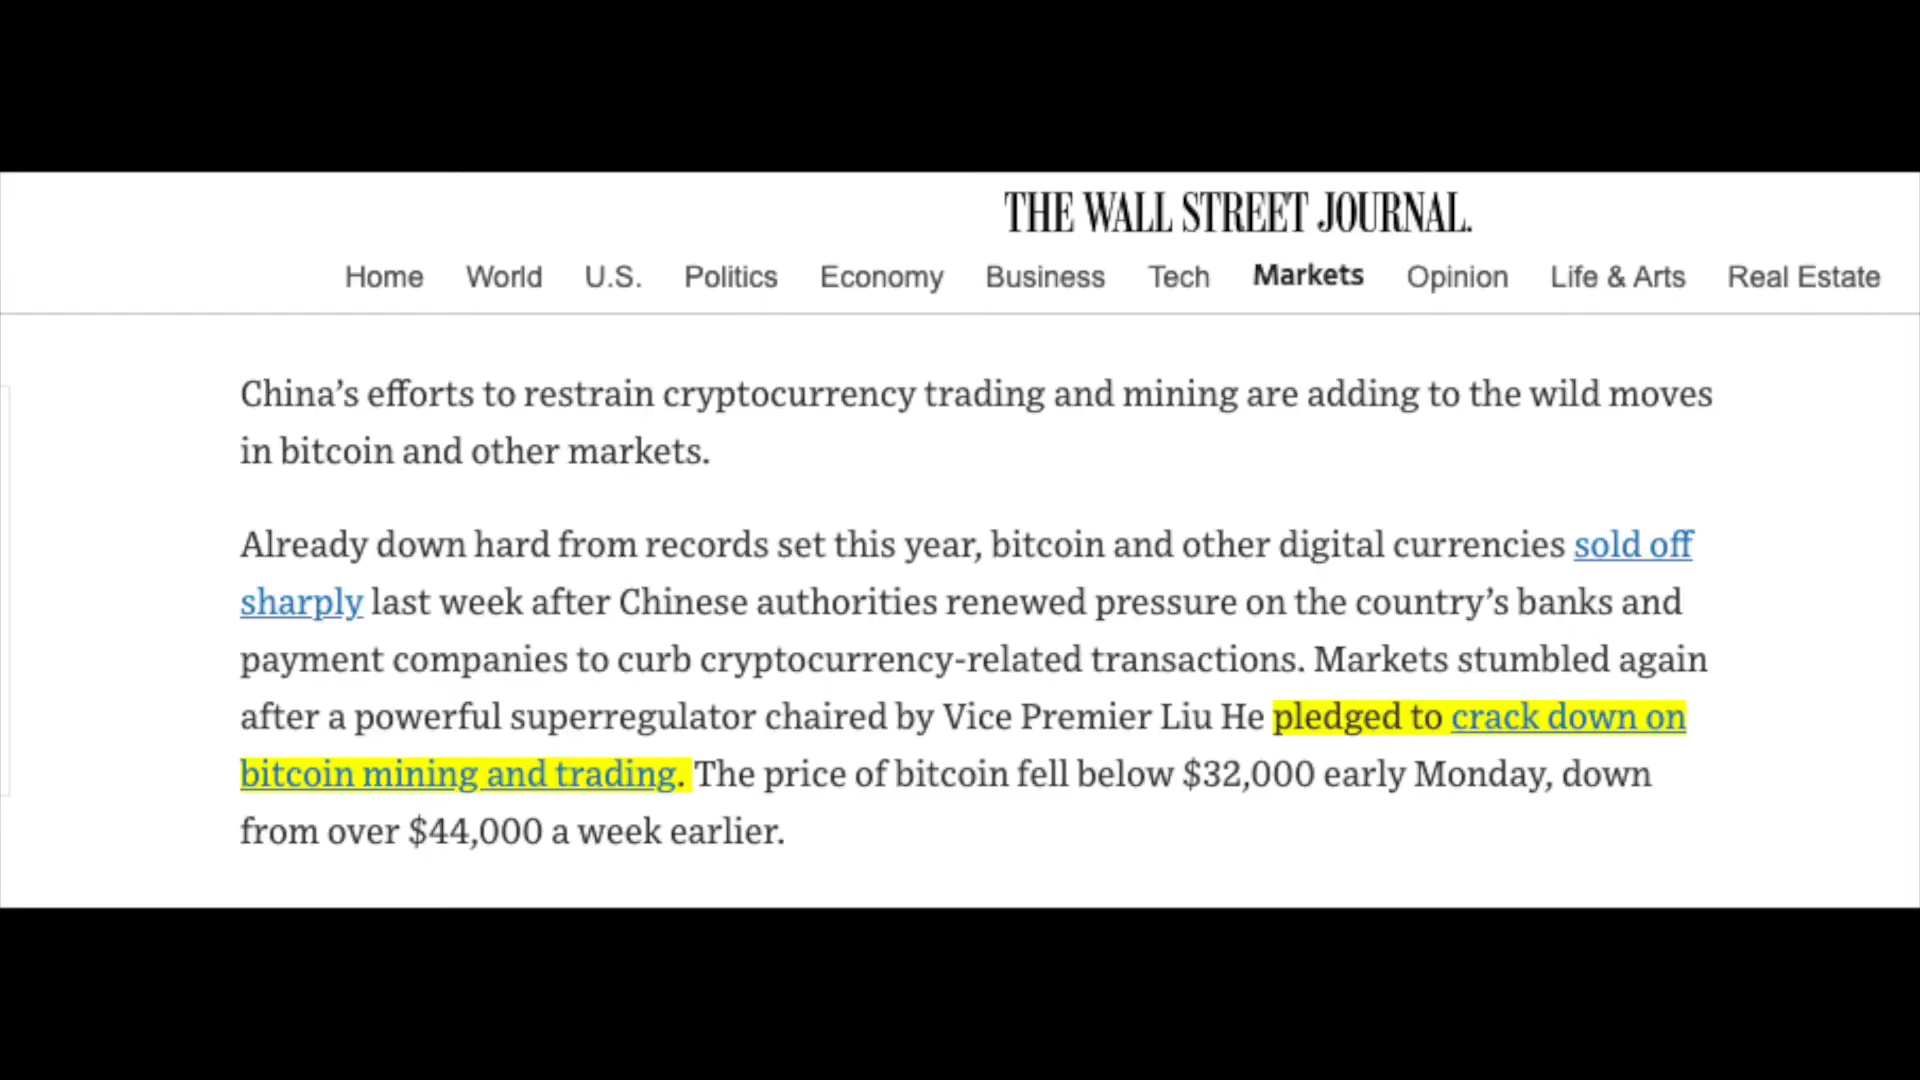 THE WALL STREET JOURNAL.
Home World U.S. Politics Economy Business Tech Markets Opinion Life & Arts Real Estate
China’s efforts to restrain cryptocurrency trading and mining are adding to the wild moves
in bitcoin and other markets.
Already down hard from records set this year, bitcoin and other digital currencies sold off
sharply last week after Chinese authorities renewed pressure on the country’s banks and
payment companies to curb cryptocurrency-related transactions. Markets stumbled again
after a powerful superregulator chaired by Vice Premier Liu He pledged to crack down on
bitcoin mining and trading. The price of bitcoin fell below $32,000 early Monday, down
from over $44,000 a week earlier.